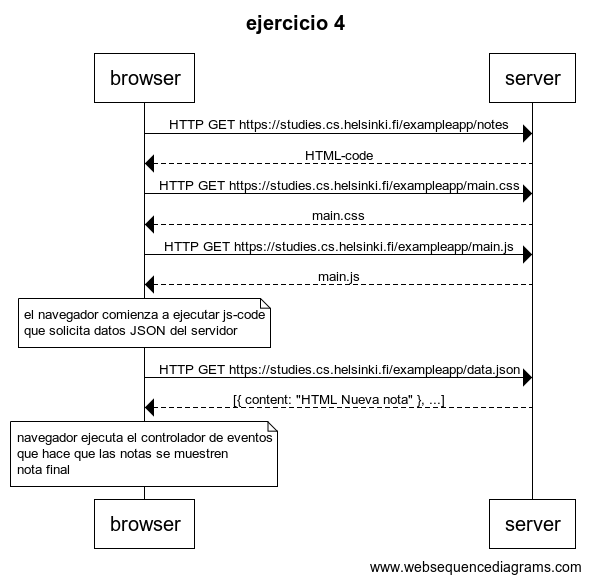 ejercicio 4
browser
server
HTTP GET https://studies.cs.helsinki.fi/exampleapp/notes
HTML-code
HTTP GET https://studies.cs.helsinki.fi/exampleapp/main.css
main.css
HTTP GET https://studies.cs.helsinki.fi/exampleapp/main.js
main.js
el navegador comienza a ejecutar js-code
que solicita datos JSON del servidor
HTTP GET https://studies.cs.helsinki.fi/exampleapp/data.json
[{ content: "HTML Nueva nota" }, ...]
navegador ejecuta el controlador de eventos
que hace que las notas se muestren
nota final
browser
server
www.websequencediagrams.com